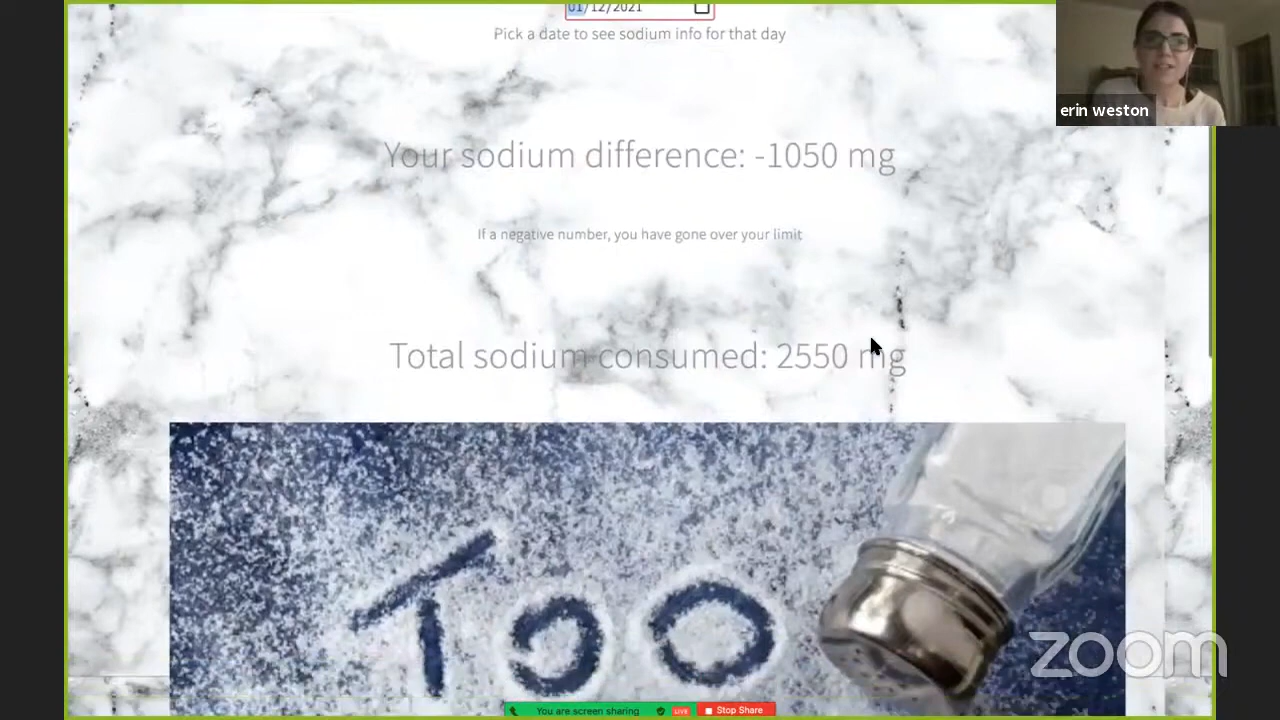 01/12/2021
Pick a date to see sodium info for that day
erin weston
Your sodium difference: -1050 mg
If a negative number, you have gone over your limit
Total sodium consumed: 2550 mg
Too
zoom
You are screen sharing
LIVE
Stop Share